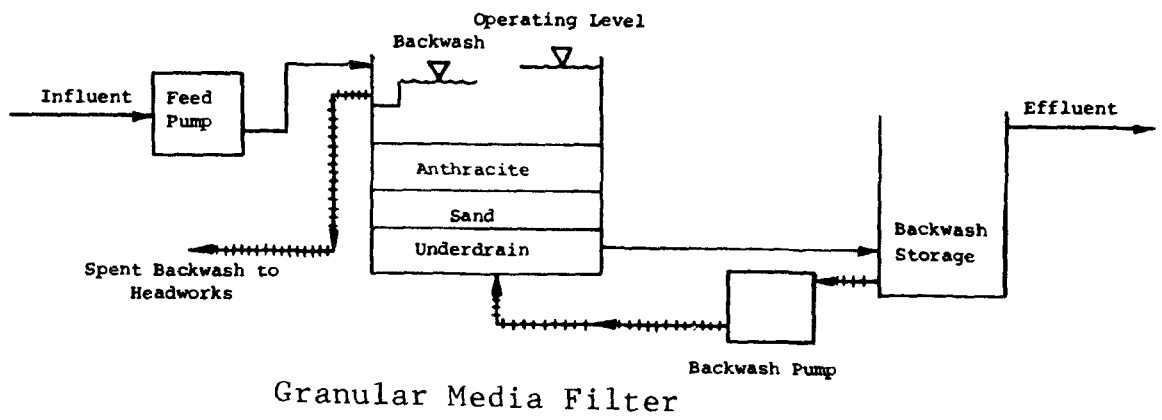 Operating Level
Backwash
Influent
Feed
Pump
Effluent
Anthracite
Sand
Underdrain
Backwash
Storage
Spent Backwash to
Headworks
Backwash Pump
Granular Media Filter